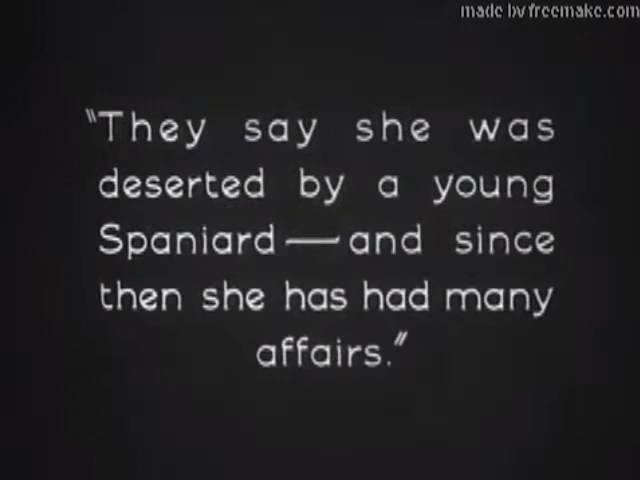 made by freemake.com
"They say she was
deserted by a young
Spaniard—and since
then she has had many
affairs."